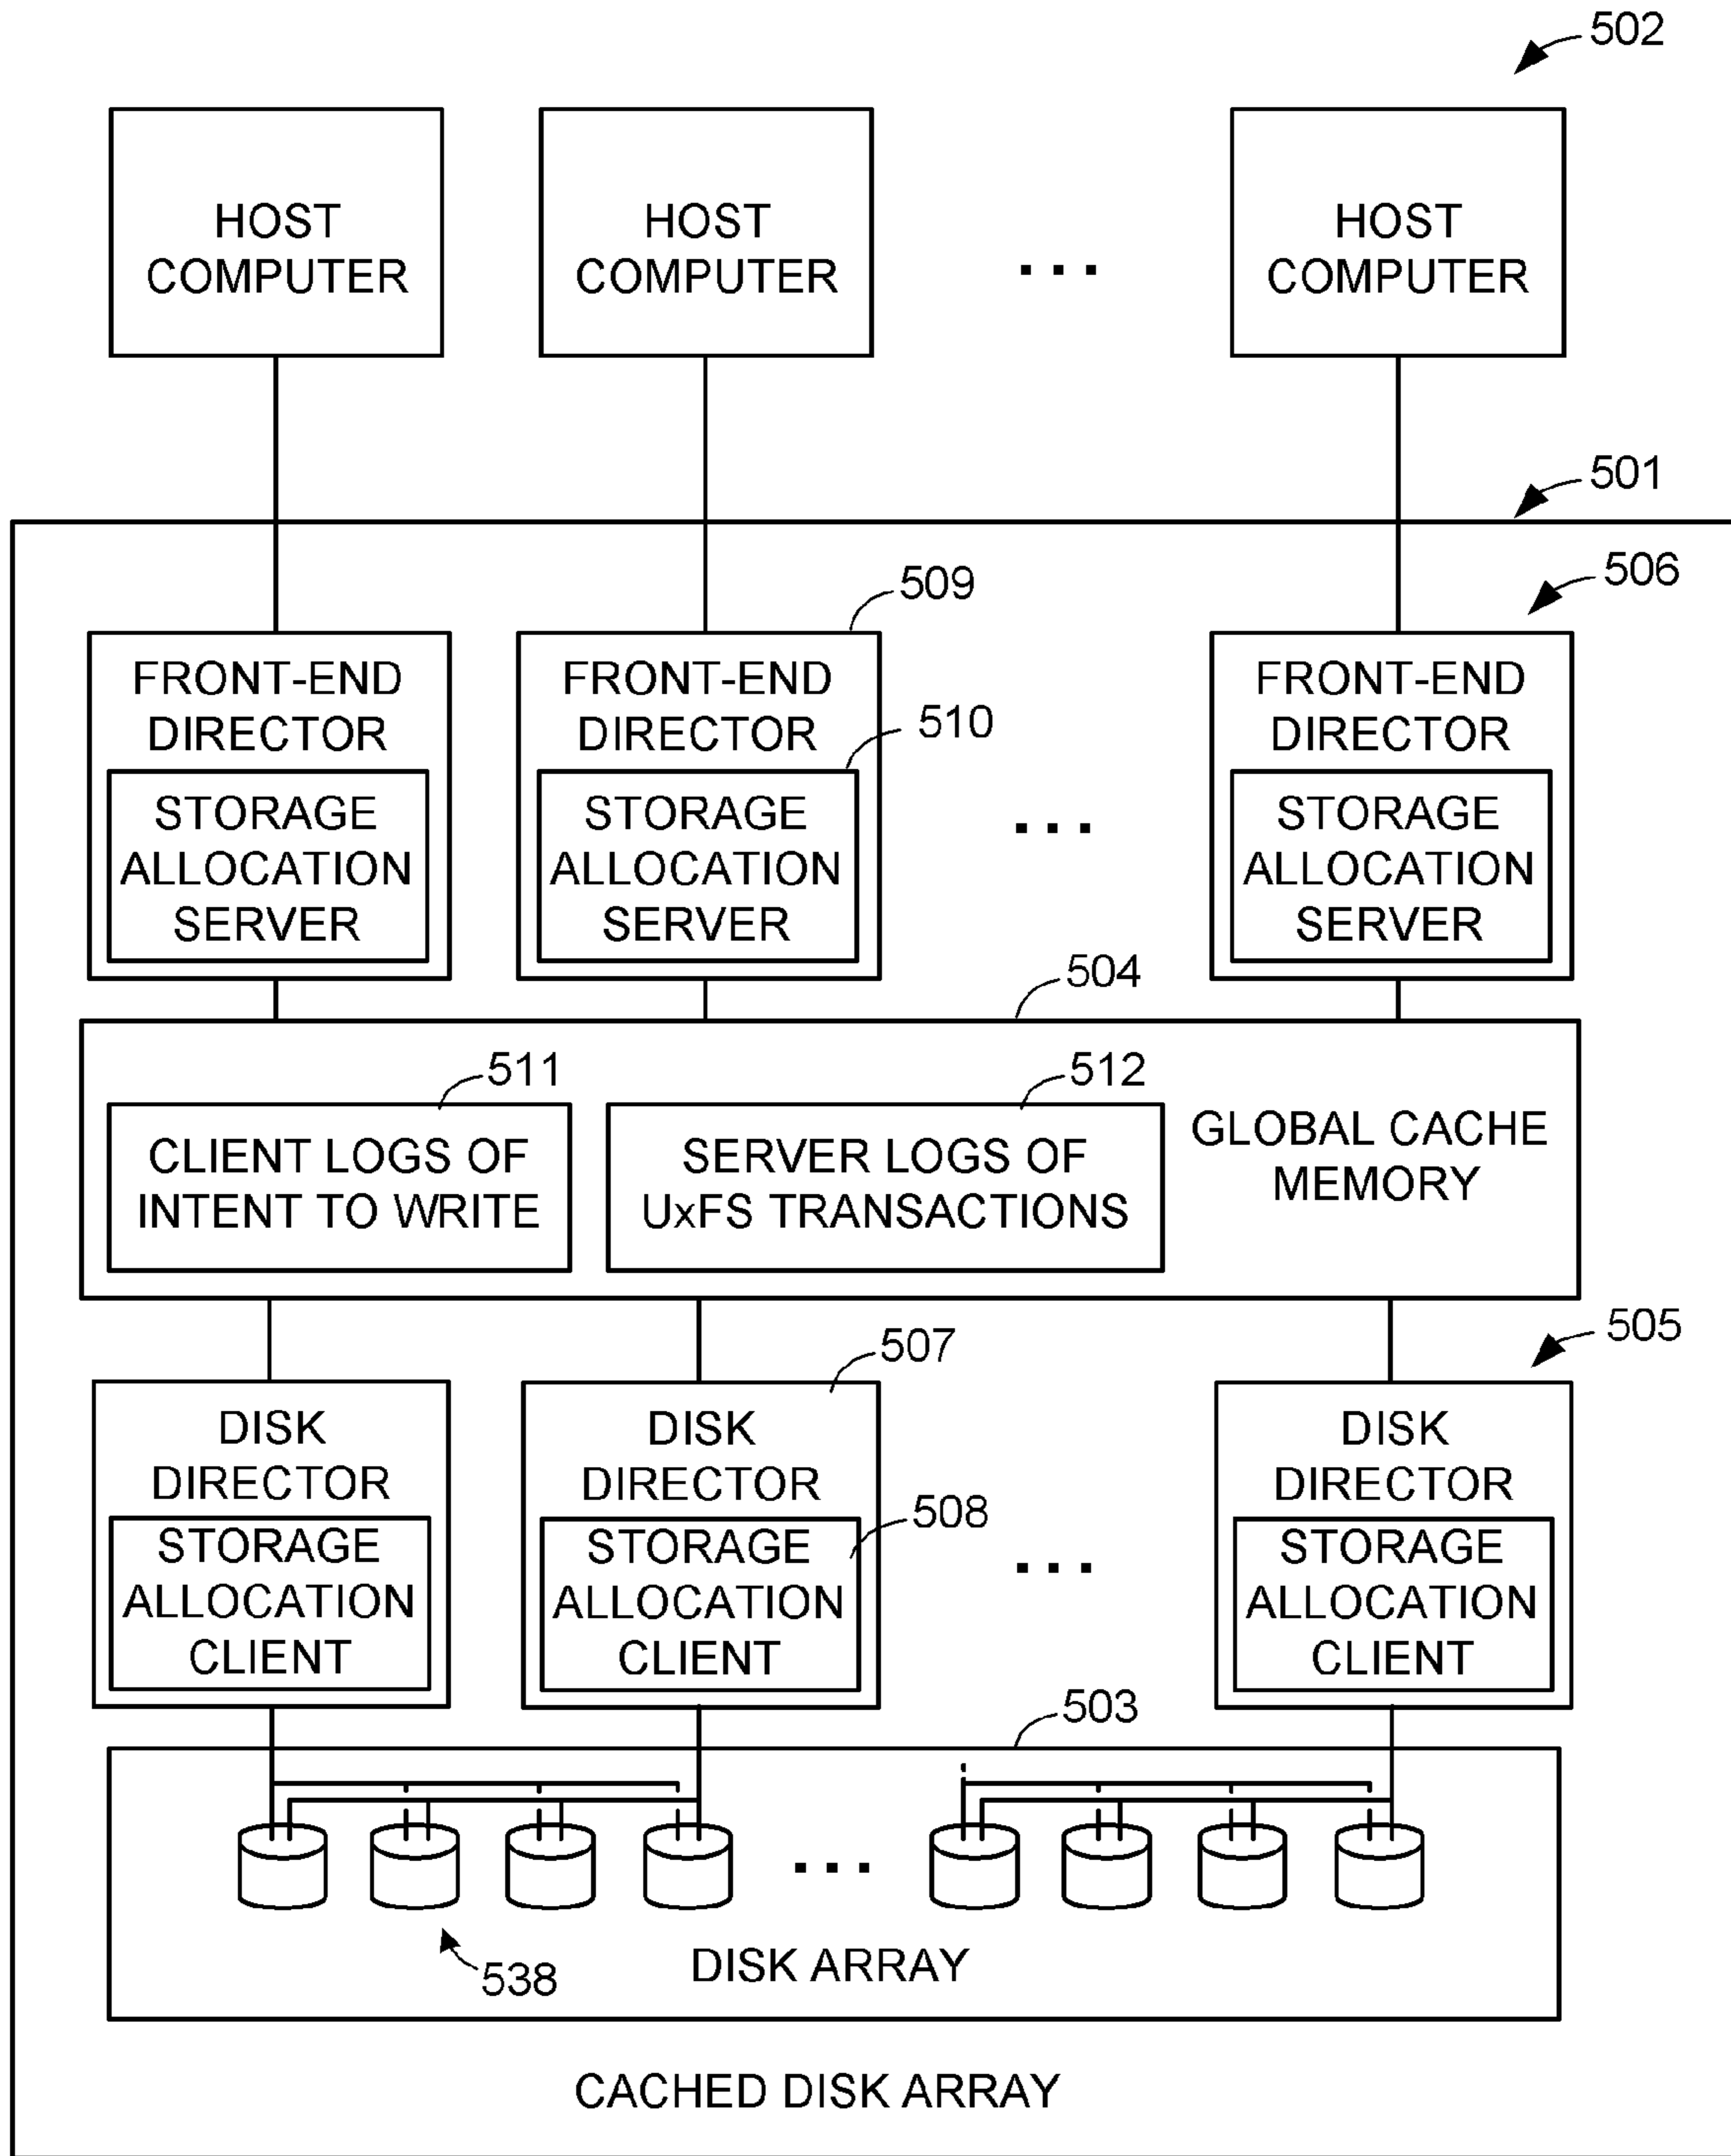 502
HOST
COMPUTER
HOST
COMPUTER
...
HOST
COMPUTER
501
509
506
FRONT-END
DIRECTOR
STORAGE
ALLOCATION
SERVER
FRONT-END
DIRECTOR
510
STORAGE
ALLOCATION
SERVER
...
FRONT-END
DIRECTOR
STORAGE
ALLOCATION
SERVER
504
511
CLIENT LOGS OF
INTENT TO WRITE
512
SERVER LOGS OF
UxFS TRANSACTIONS
GLOBAL CACHE
MEMORY
507
505
DISK
DIRECTOR
STORAGE
ALLOCATION
CLIENT
DISK
DIRECTOR
508
STORAGE
ALLOCATION
CLIENT
...
DISK
DIRECTOR
STORAGE
ALLOCATION
CLIENT
503
...
538
DISK ARRAY
CACHED DISK ARRAY